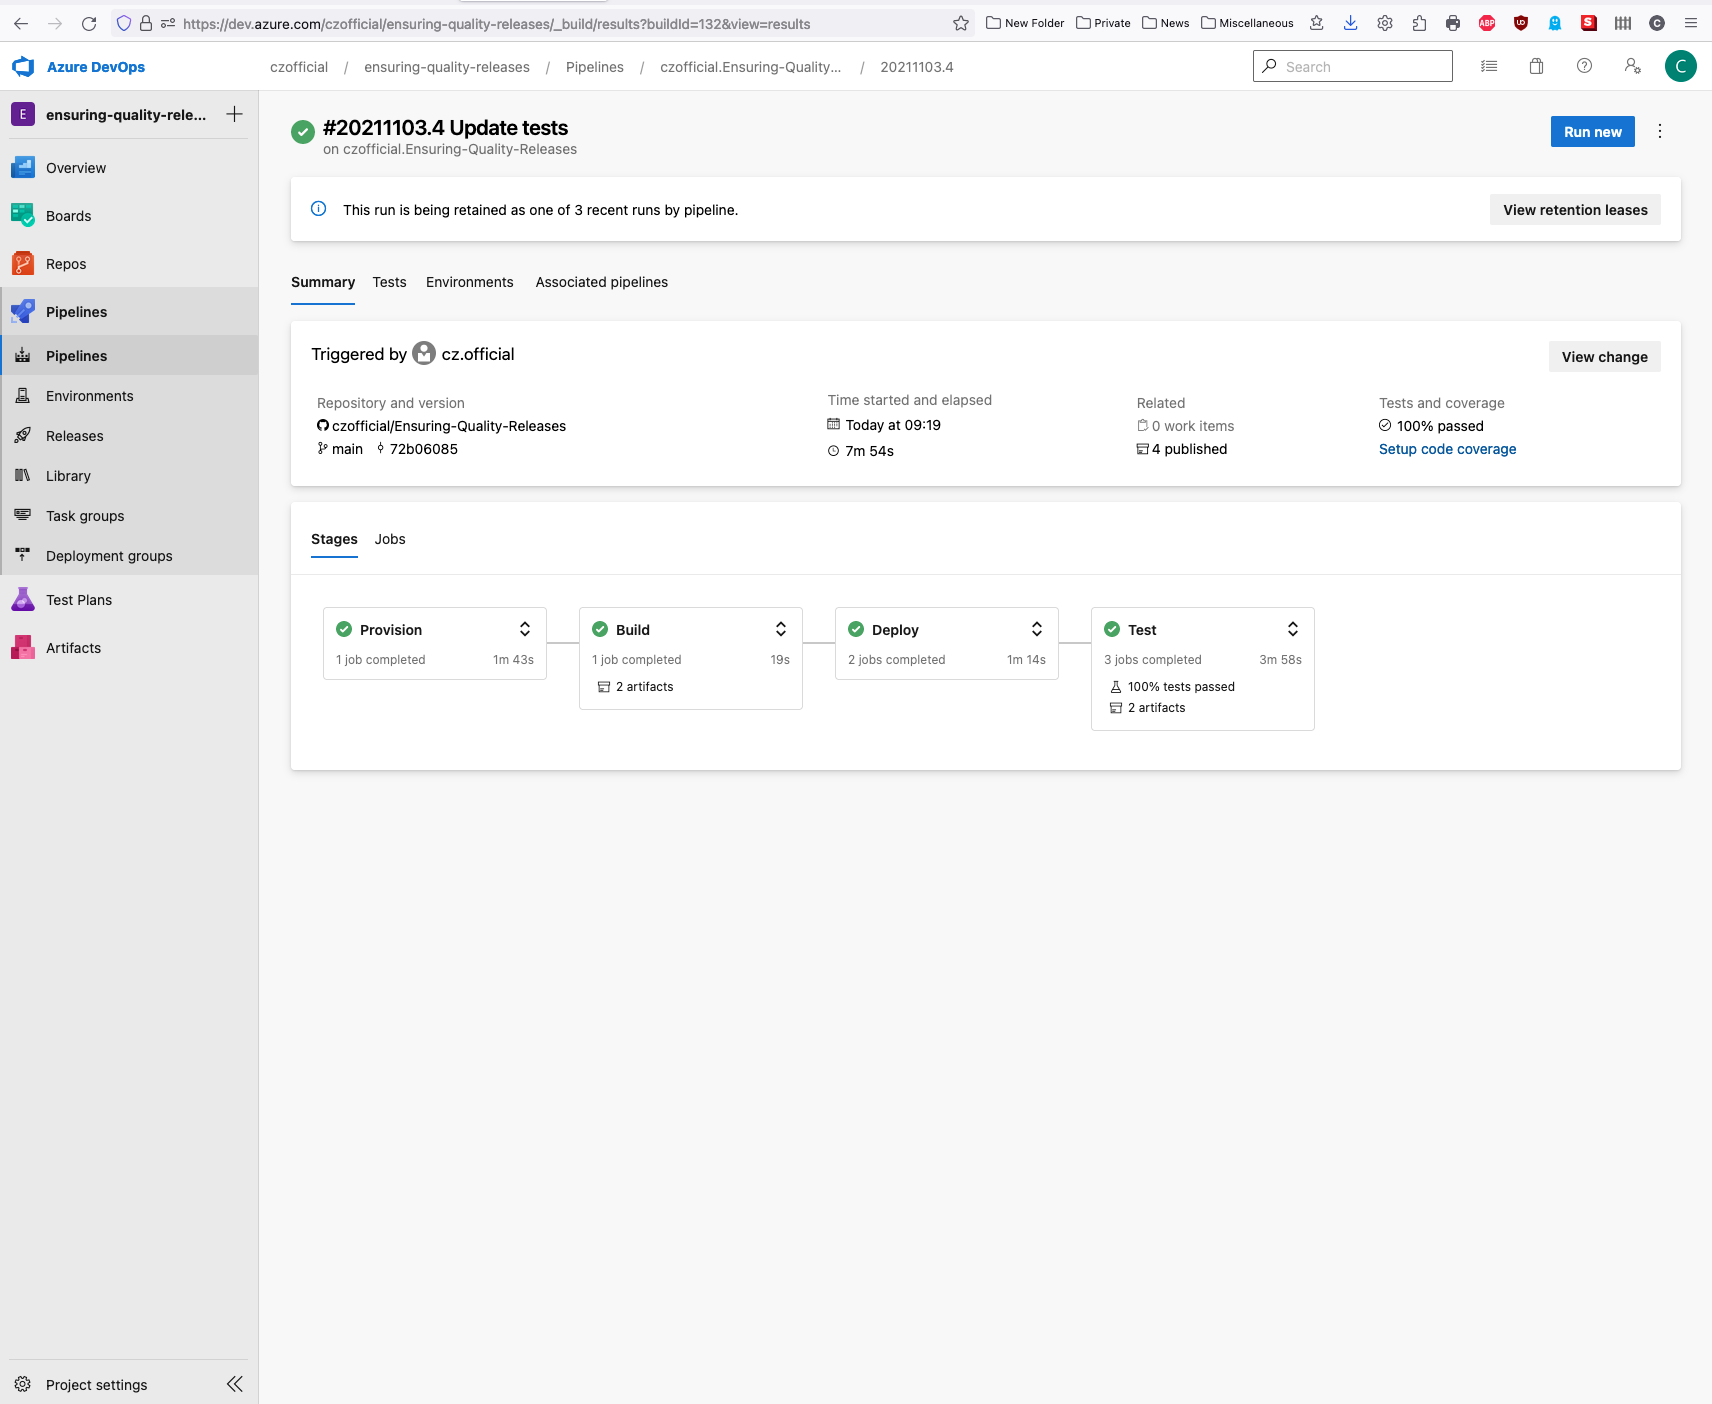 https://dev.azure.com/czofficial/ensuring-quality-releases/_build/results?buildId=132&view=results
New Folder
Private
News
Miscellaneous
ABP
S
C
Azure DevOps
czofficial / ensuring-quality-releases / Pipelines / czofficial.Ensuring-Quality... / 20211103.4
Search
C
E
ensuring-quality-rele...
Overview
Boards
Repos
Pipelines
Pipelines
Environments
Releases
Library
Task groups
Deployment groups
Test Plans
Artifacts
Project settings
#20211103.4 Update tests
on czofficial.Ensuring-Quality-Releases
Run new
This run is being retained as one of 3 recent runs by pipeline.
View retention leases
Summary
Tests
Environments
Associated pipelines
Triggered by cz.official
View change
Repository and version
czofficial/Ensuring-Quality-Releases
main 72b06085
Time started and elapsed
Today at 09:19
7m 54s
Related
0 work items
4 published
Tests and coverage
100% passed
Setup code coverage
Stages
Jobs
Provision
1 job completed 1m 43s
Build
1 job completed 19s
2 artifacts
Deploy
2 jobs completed 1m 14s
Test
3 jobs completed 3m 58s
100% tests passed
2 artifacts